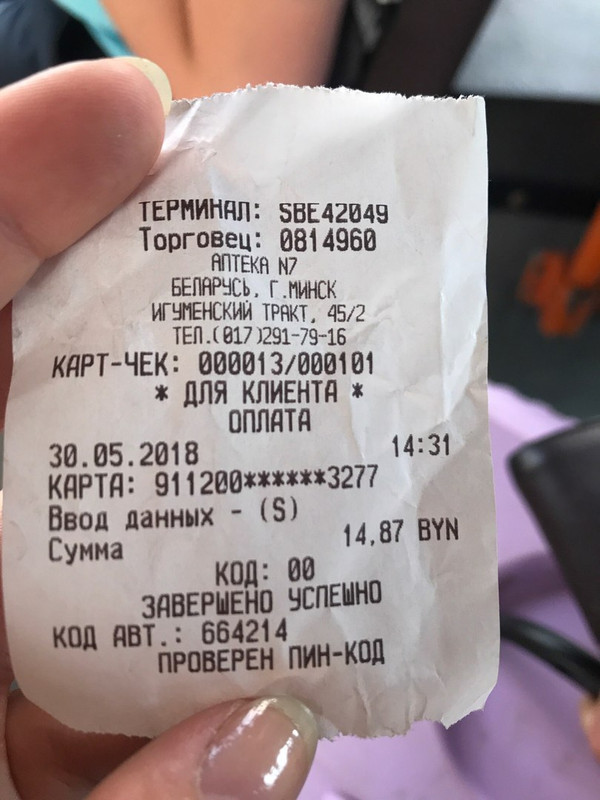 ТЕРМИНАЛ: SBE42049
Торговец: 0814960
АПТЕКА N7
БЕЛАРУСЬ, Г.МИНСК
ИГУМЕНСКИЙ ТРАКТ, 45/2
ТЕЛ.(017)291-79-16
КАРТ-ЧЕК: 000013/000101
* ДЛЯ КЛИЕНТА *
ОПЛАТА
30.05.2018 14:31
КАРТА: 911200******3277
Ввод данных - (S)
Сумма 14,87 BYN
КОД: 00
ЗАВЕРШЕНО УСПЕШНО
КОД АВТ.: 664214
ПРОВЕРЕН ПИН-КОД